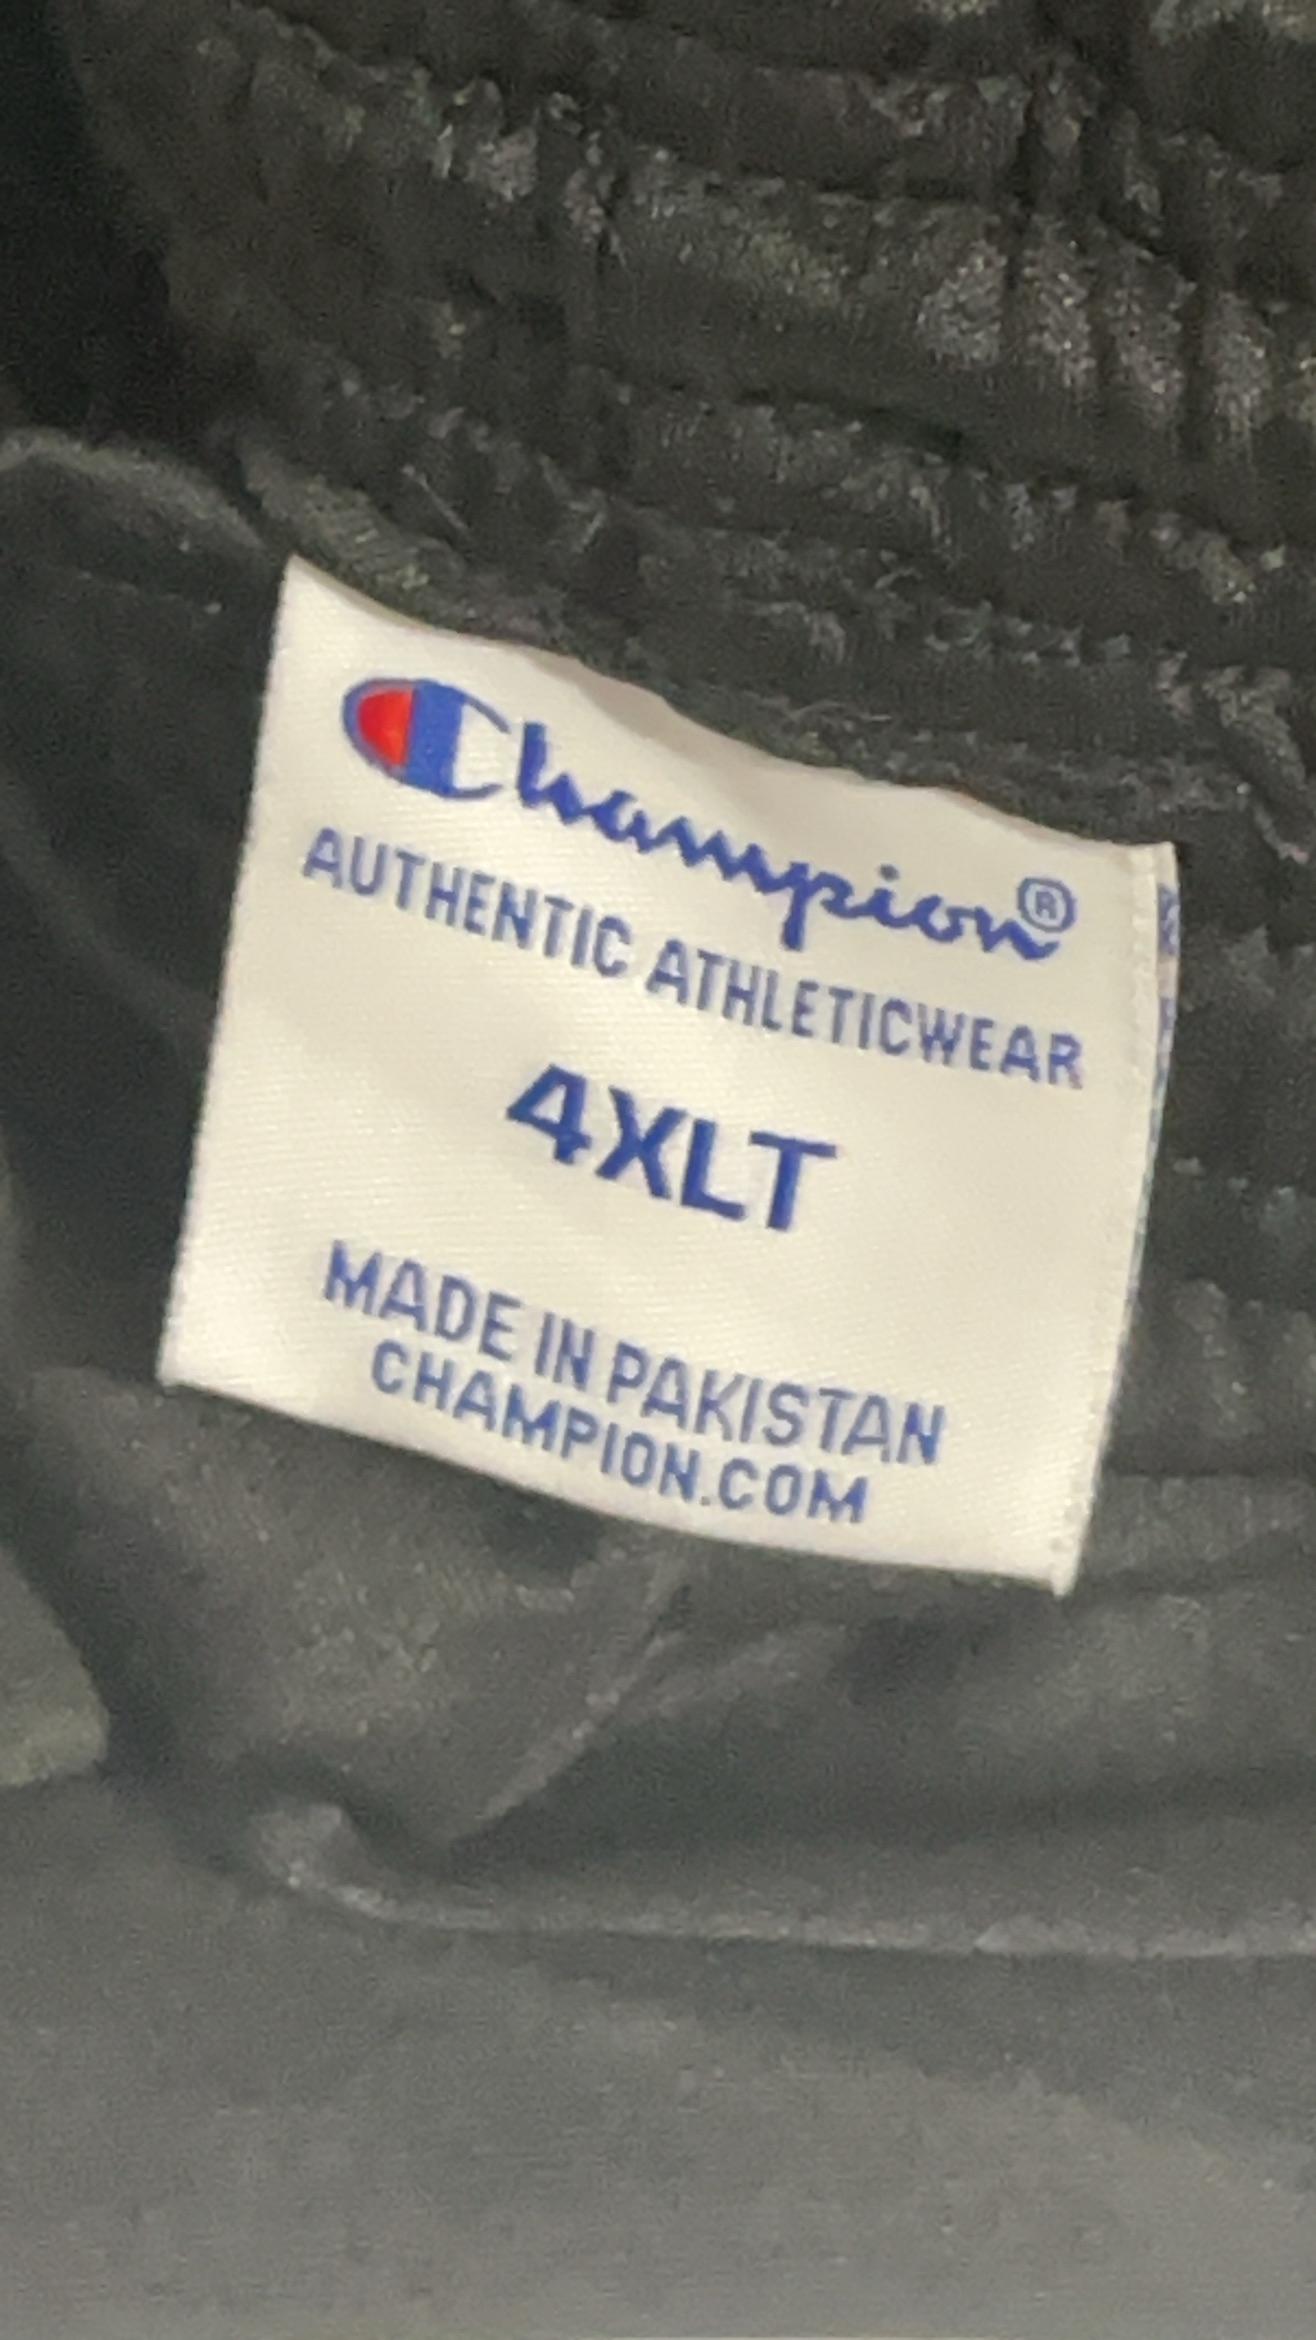 Champion®
AUTHENTIC ATHLETICWEAR
4XLT
MADE IN PAKISTAN
CHAMPION.COM